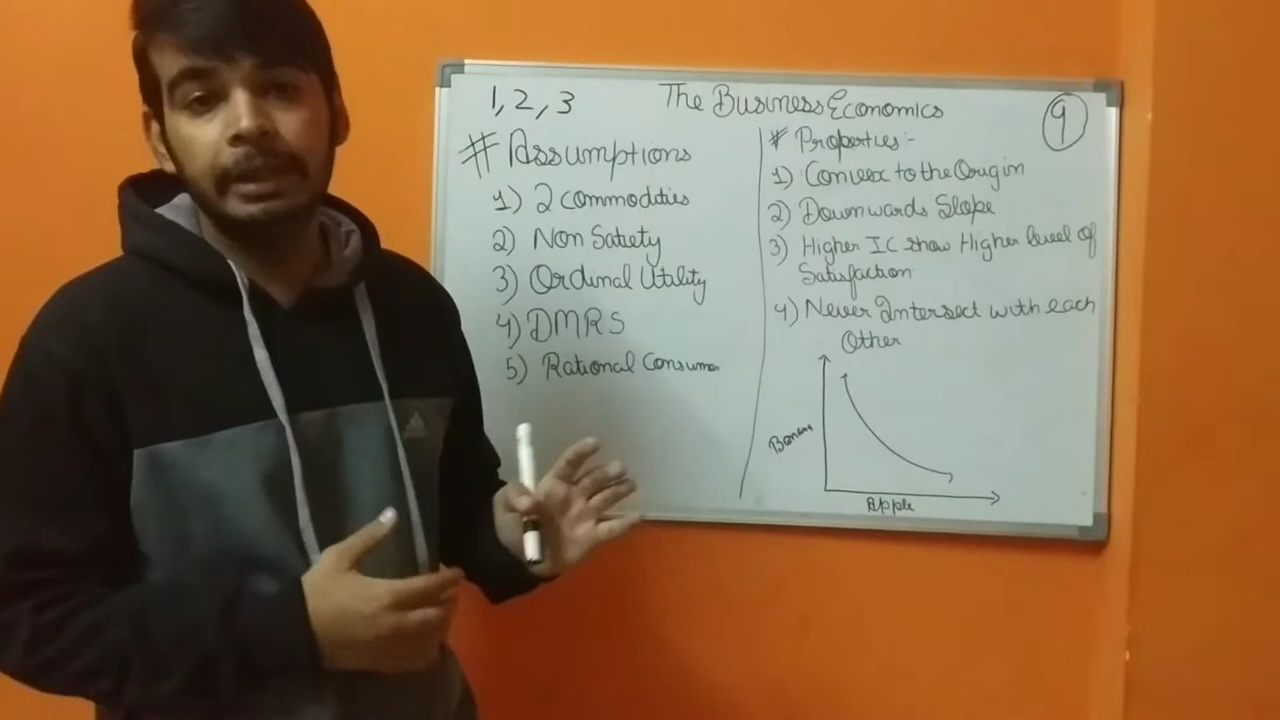 1, 2, 3
The Business Economics
9
# Assumptions
1) 2 Commodities
2) Non Satiety
3) Ordinal Utility
4) DMRS
5) Rational Consumer
# Properties:-
1) Convex to the Origin
2) Downwards Slope
3) Higher IC show Higher level of
Satisfaction
4) Never Intersect with each
Other
Banana
Apple